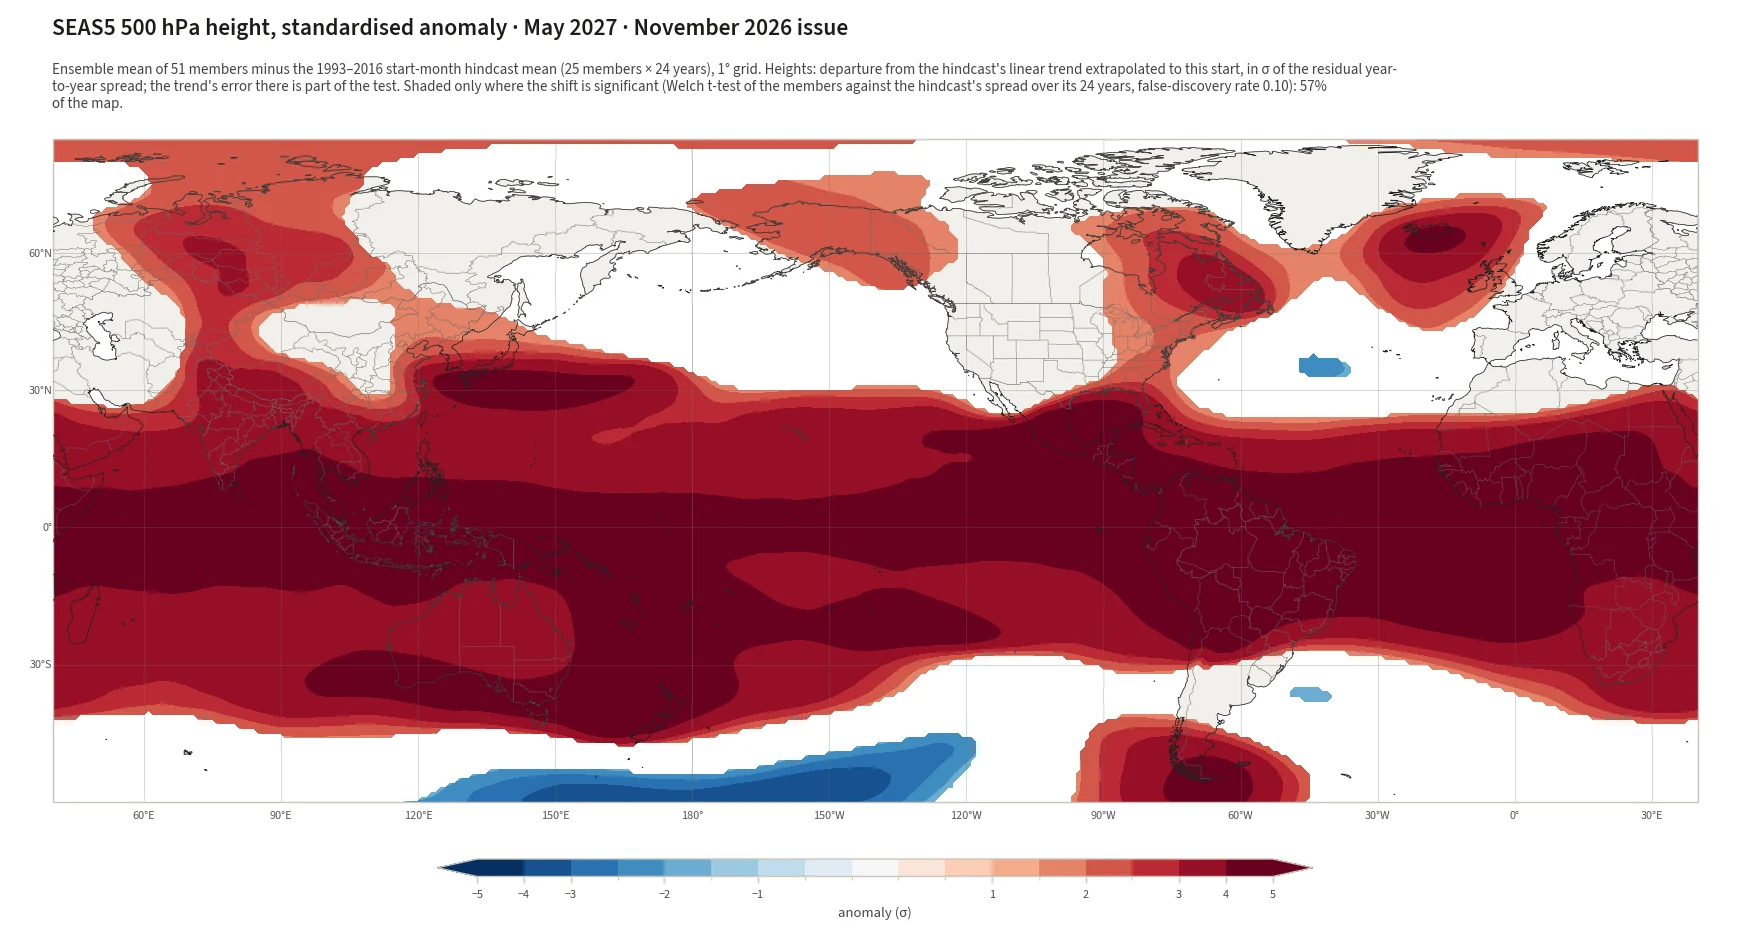 SEAS5 500 hPa height, standardised anomaly · May 2027 · November 2026 issue
Ensemble mean of 51 members minus the 1993–2016 start-month hindcast mean (25 members × 24 years), 1° grid. Heights: departure from the hindcast's linear trend extrapolated to this start, in σ of the residual year-
to-year spread; the trend's error there is part of the test. Shaded only where the shift is significant (Welch t-test of the members against the hindcast's spread over its 24 years, false-discovery rate 0.10): 57%
of the map.
60°N
30°N
0°
30°S
60°E 90°E 120°E 150°E 180° 150°W 120°W 90°W 60°W 30°W 0° 30°E
−5 −4 −3 −2 −1 1 2 3 4 5
anomaly (σ)